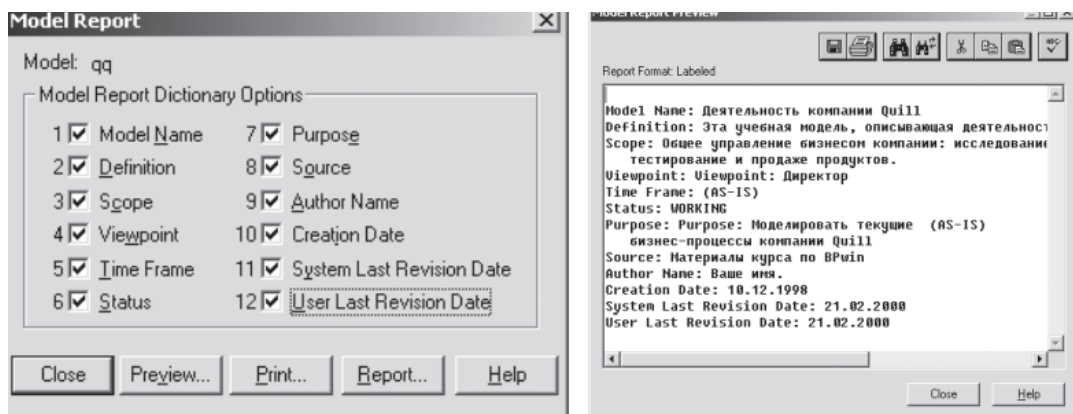 Model Report
Model: qq
Model Report Dictionary Options
1 Model Name
2 Definition
3 Scope
4 Viewpoint
5 Time Frame
6 Status
7 Purpose
8 Source
9 Author Name
10 Creation Date
11 System Last Revision Date
12 User Last Revision Date
Close Preview... Print... Report... Help
Model Report Preview
Report Format: Labeled
Model Name: Деятельность компании Quill
Definition: Эта учебная модель, описывающая деятельност
Scope: Общее управление бизнесом компании: исследование
тестирование и продаже продуктов.
Viewpoint: Viewpoint: Директор
Time Frame: (AS-IS)
Status: WORKING
Purpose: Purpose: Моделировать текущие (AS-IS)
бизнес-процессы компании Quill
Source: Материалы курса по BPwin
Author Name: Ваше имя.
Creation Date: 10.12.1998
System Last Revision Date: 21.02.2000
User Last Revision Date: 21.02.2000
Close Help